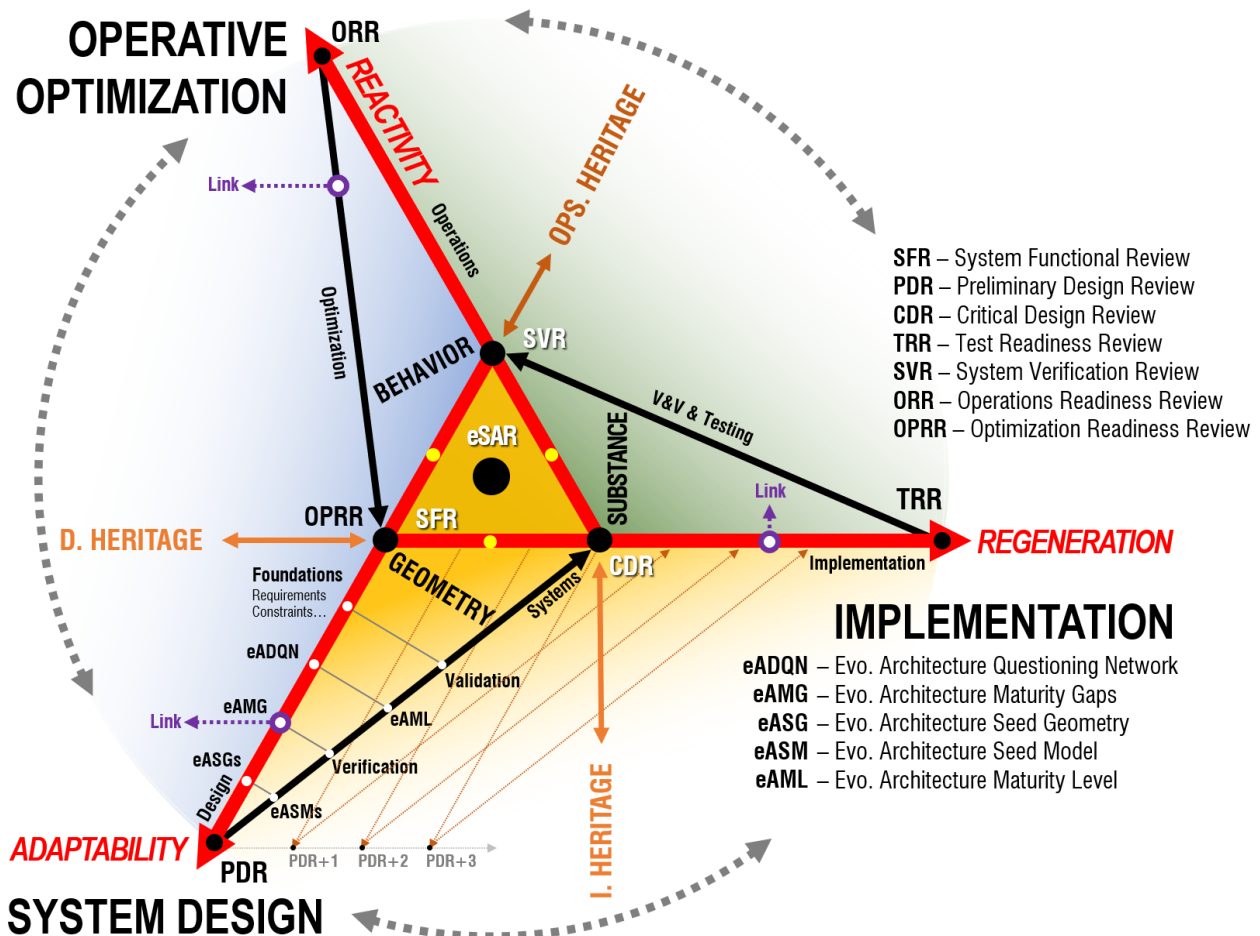 OPERATIVE
OPTIMIZATION
ORR
REACTIVITY
Operations
OPS. HERITAGE
Link
Optimization
BEHAVIOR
SVR
SFR – System Functional Review
PDR – Preliminary Design Review
CDR – Critical Design Review
TRR – Test Readiness Review
SVR – System Verification Review
ORR – Operations Readiness Review
OPRR – Optimization Readiness Review
V&V & Testing
eSAR
SUBSTANCE
Link
TRR
OPRR
SFR
D. HERITAGE
REGENERATION
GEOMETRY
CDR
Implementation
Foundations
Requirements
Constraints...
Systems
IMPLEMENTATION
eADQN
Validation
eADQN – Evo. Architecture Questioning Network
eAMG – Evo. Architecture Maturity Gaps
eASG – Evo. Architecture Seed Geometry
eASM – Evo. Architecture Seed Model
eAML – Evo. Architecture Maturity Level
eAMG
Link
eAML
eASGs
Verification
Design
eASMs
I. HERITAGE
ADAPTABILITY
PDR
PDR+1
PDR+2
PDR+3
SYSTEM DESIGN